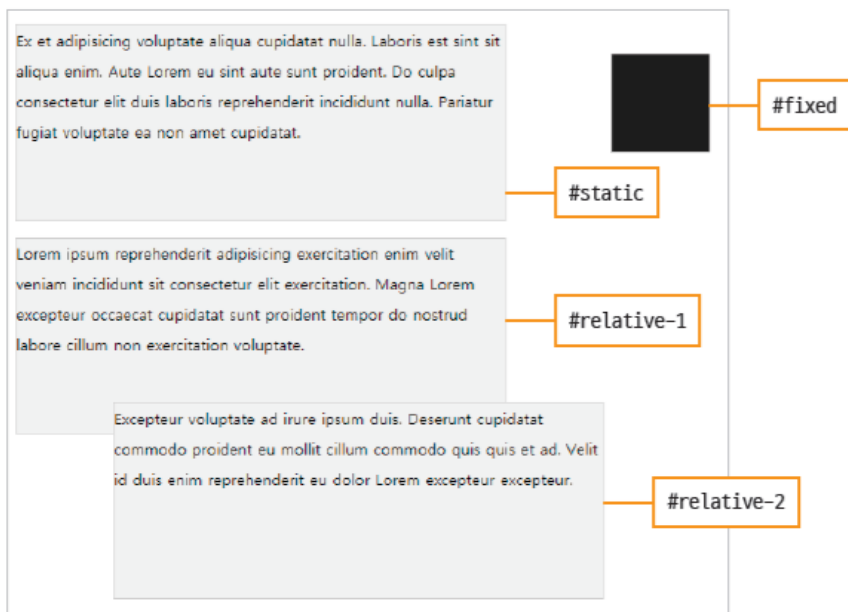 Ex et adipisicing voluptate aliqua cupidatat nulla. Laboris est sint sit
aliqua enim. Aute Lorem eu sint aute sunt proident. Do culpa
consectetur elit duis laboris reprehenderit incididunt nulla. Pariatur
fugiat voluptate ea non amet cupidatat.
#fixed
#static
Lorem ipsum reprehenderit adipisicing exercitation enim velit
veniam incididunt sit consectetur elit exercitation. Magna Lorem
excepteur occaecat cupidatat sunt proident tempor do nostrud
labore cillum non exercitation voluptate.
#relative-1
Excepteur voluptate ad irure ipsum duis. Deserunt cupidatat
commodo proident eu mollit cillum commodo quis quis et ad. Velit
id duis enim reprehenderit eu dolor Lorem excepteur excepteur.
#relative-2